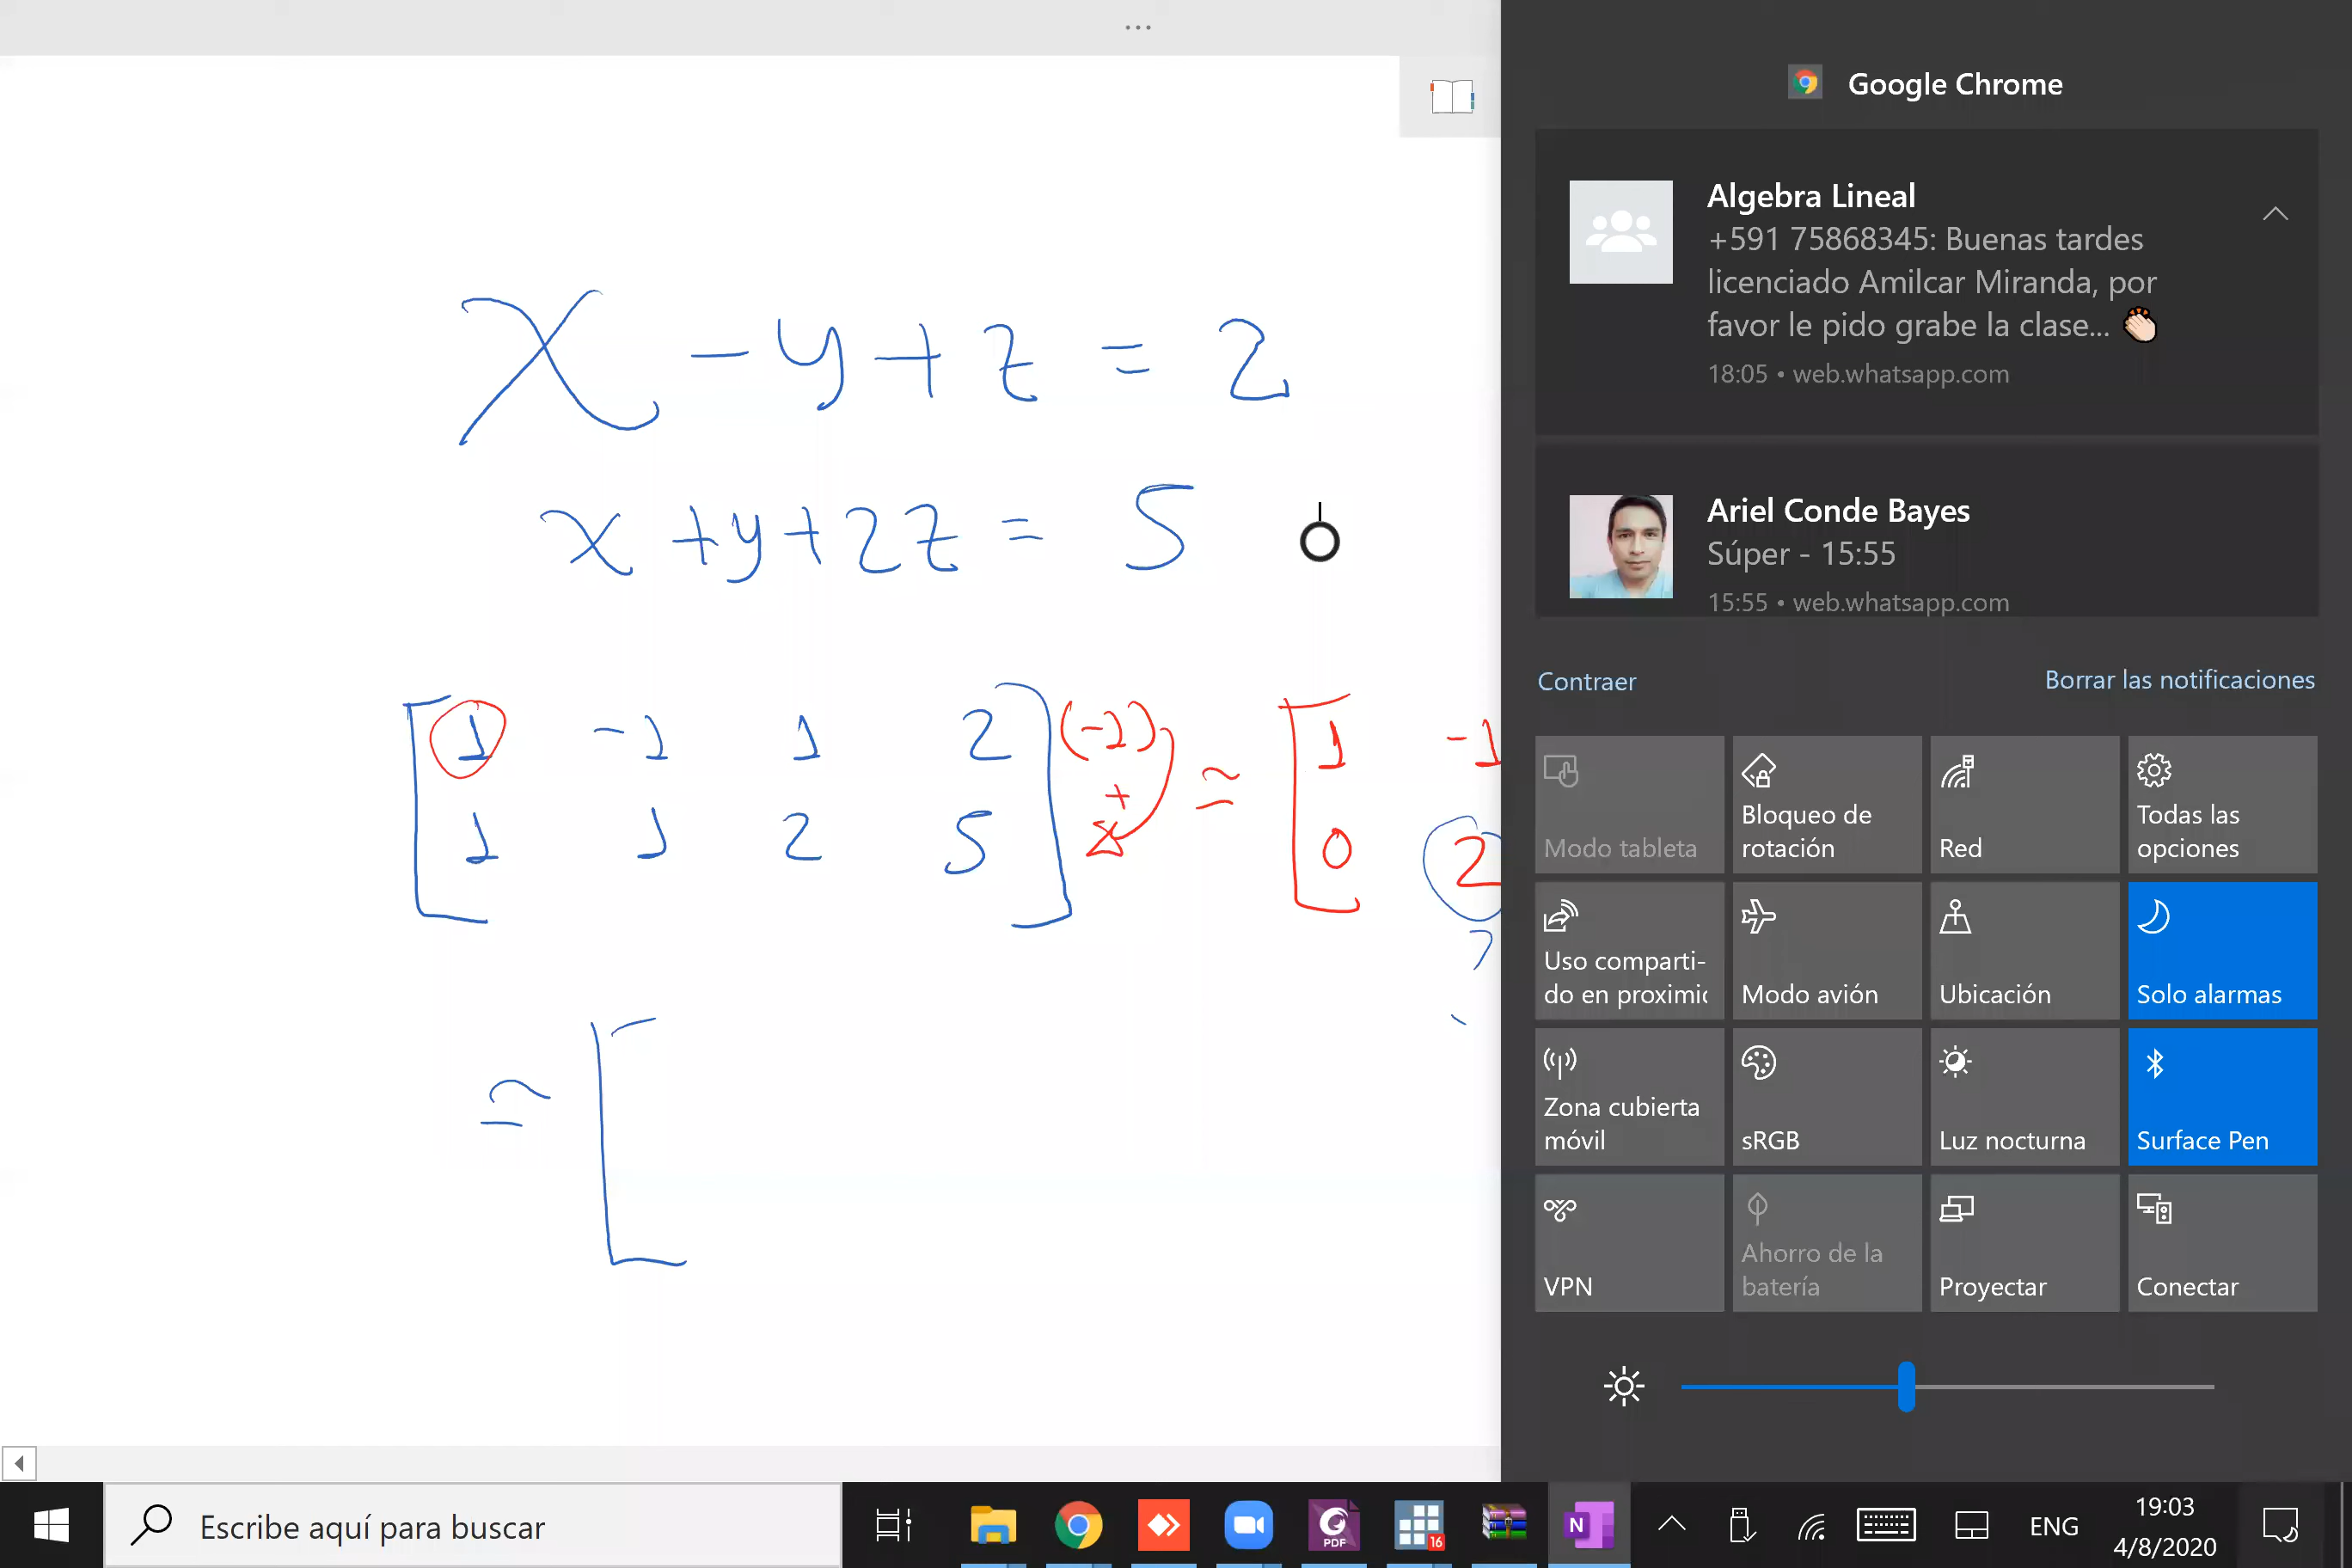 ...
x - y + z = 2
x + y + 2z = 5
1 -1 1 2 (-1) ≃ 1 -1
+
1 1 2 5 0 2
≃
Google Chrome
Algebra Lineal
+591 75868345: Buenas tardes
licenciado Amilcar Miranda, por
favor le pido grabe la clase... 👏
18:05 • web.whatsapp.com
Ariel Conde Bayes
Súper - 15:55
15:55 • web.whatsapp.com
Contraer Borrar las notificaciones
Modo tableta
Bloqueo de
rotación
Red
Todas las
opciones
Uso comparti-
do en proximi
Modo avión
Ubicación
Solo alarmas
Zona cubierta
móvil
sRGB
Luz nocturna
Surface Pen
VPN
Ahorro de la
batería
Proyectar
Conectar
Escribe aquí para buscar
PDF
16
N
ENG
19:03
4/8/2020